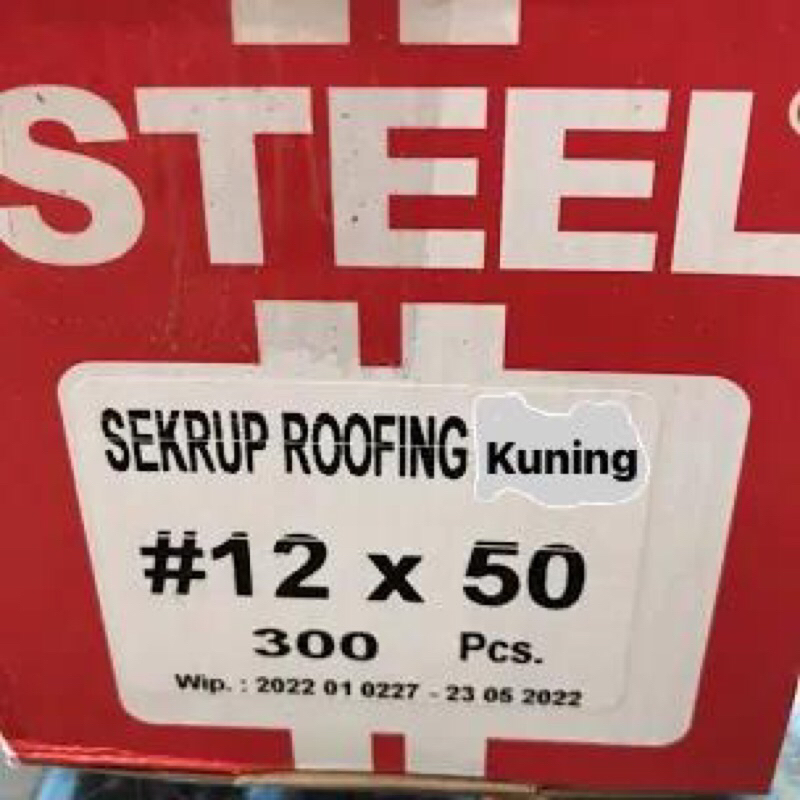 STEEL
SEKRUP ROOFING Kuning
#12 x 50
300 Pcs.
Wip. : 2022 01 0227 - 23 05 2022